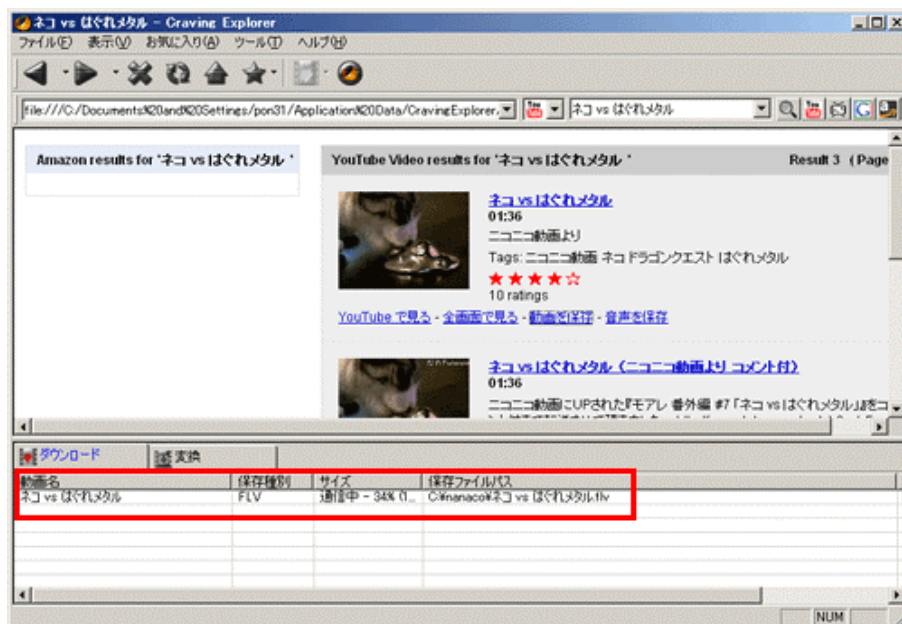 ネコ vs はぐれメタル - Craving Explorer
ファイル(F) 表示(V) お気に入り(A) ツール(T) ヘルプ(H)
file:///C:/Documents%20and%20Settings/pon31/Application%20Data/CravingExplorer. ネコ vs はぐれメタル
Amazon results for 'ネコ vs はぐれメタル '
YouTube Video results for 'ネコ vs はぐれメタル ' Result 3 (Page
ネコ vs はぐれメタル
01:36
ニコニコ動画より
Tags: ニコニコ動画 ネコ ドラゴンクエスト はぐれメタル
★★★★☆
10 ratings
YouTube で見る - 全画面で見る - 動画を保存 - 音声を保存
ネコ vs はぐれメタル (ニコニコ動画より コメント付)
01:36
ニコニコ動画にUPされた『モアレ 番外編 #7 「ネコ vs はぐれメタル」』をコ
ダウンロード 変換
動画名 保存種別 サイズ 保存ファイルパス
ネコ vs はぐれメタル FLV 通信中 - 34% (1... C:¥nanaco¥ネコ vs はぐれメタル.flv
NUM